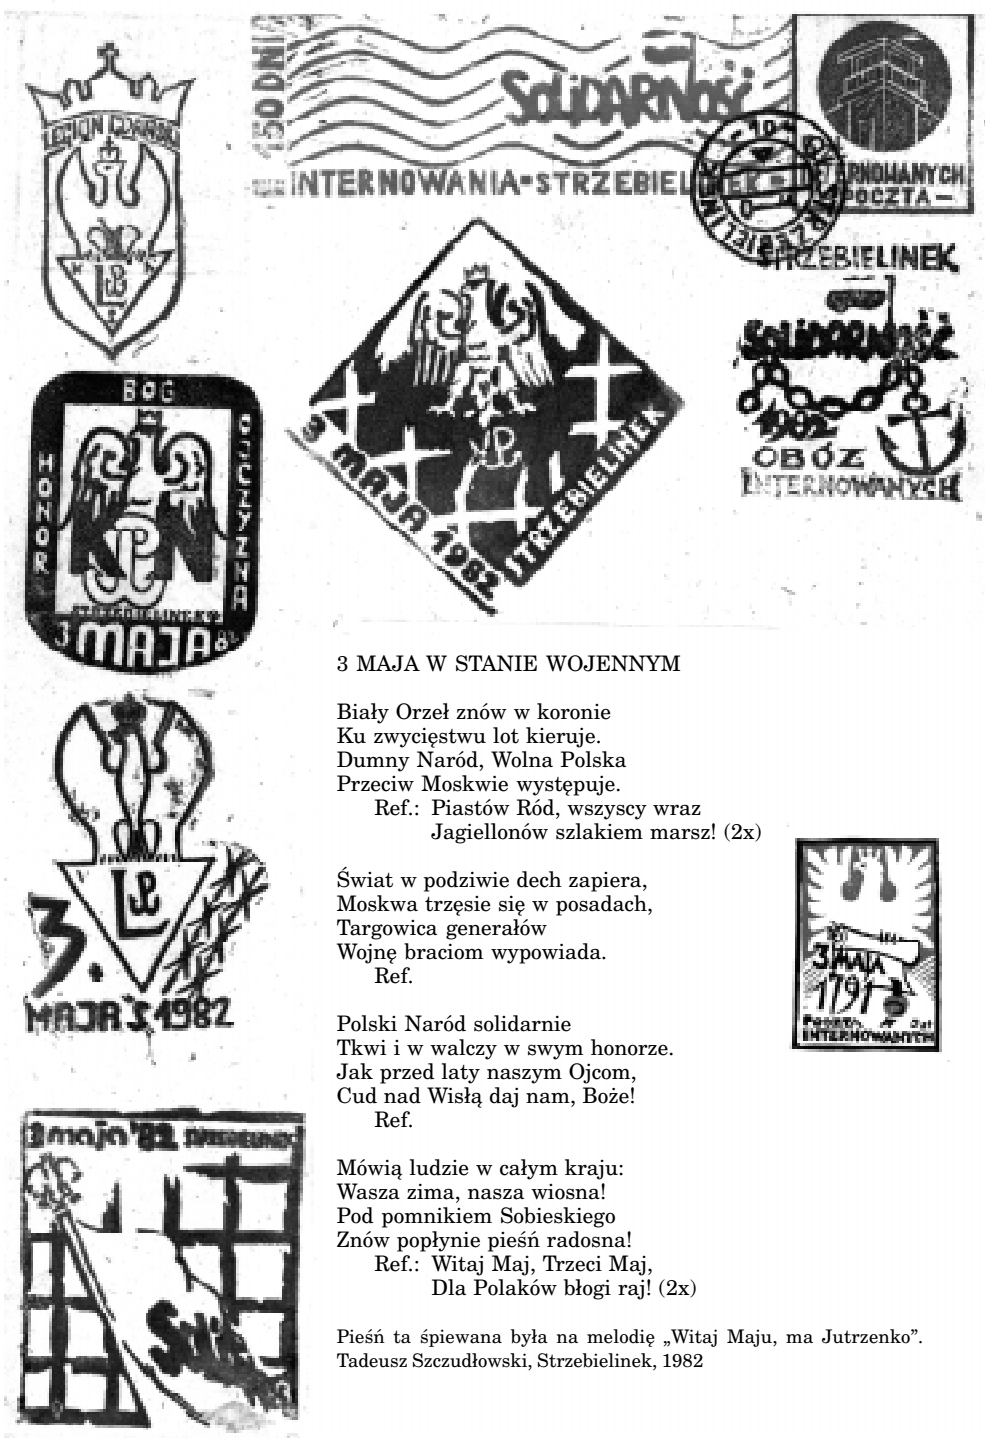 LEGION
150 DNI
SOLIDARNOŚĆ
INTERNOWANIA-STRZEBIELINEK
POCZTA
STRZEBIELINEK
SOLIDARNOŚĆ
1982
OBÓZ
INTERNOWANYCH
3 MAJA 1982 STRZEBIELINEK
BÓG
HONOR
OJCZYZNA
KPN
3 MAJA 82
3.
MAJA'S 1982
3 maja '82
Solid
3 MAJA
1791
POCZTA
INTERNOWANYCH
3 MAJA W STANIE WOJENNYM
Biały Orzeł znów w koronie
Ku zwycięstwu lot kieruje.
Dumny Naród, Wolna Polska
Przeciw Moskwie występuje.
Ref.: Piastów Ród, wszyscy wraz
Jagiellonów szlakiem marsz! (2x)
Świat w podziwie dech zapiera,
Moskwa trzęsie się w posadach,
Targowica generałów
Wojnę braciom wypowiada.
Ref.
Polski Naród solidarnie
Tkwi i w walczy w swym honorze.
Jak przed laty naszym Ojcom,
Cud nad Wisłą daj nam, Boże!
Ref.
Mówią ludzie w całym kraju:
Wasza zima, nasza wiosna!
Pod pomnikiem Sobieskiego
Znów popłynie pieśń radosna!
Ref.: Witaj Maj, Trzeci Maj,
Dla Polaków błogi raj! (2x)
Pieśń ta śpiewana była na melodię „Witaj Maju, ma Jutrzenko”.
Tadeusz Szczudłowski, Strzebielinek, 1982